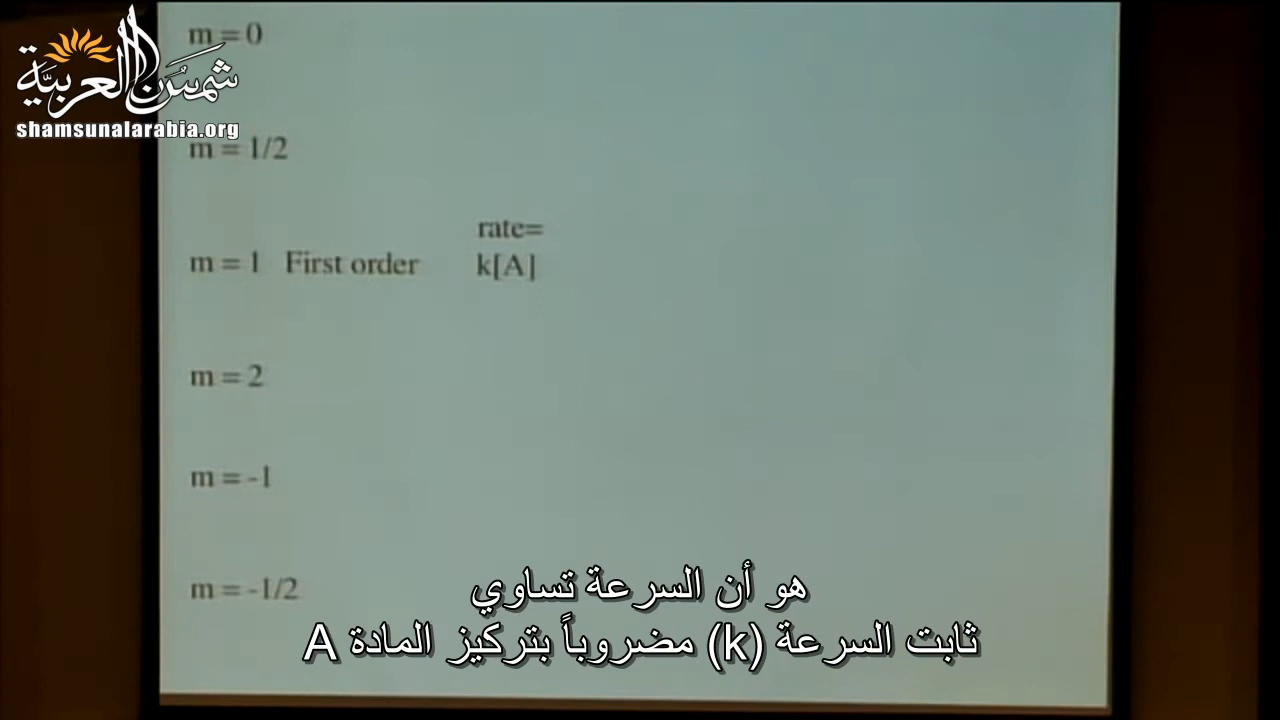 شمس العربية
shamsunalarabia.org
m = 0
m = 1/2
rate=
m = 1 First order k[A]
m = 2
m = -1
m = -1/2
هو أن السرعة تساوي
ثابت السرعة (k) مضروباً بتركيز المادة A